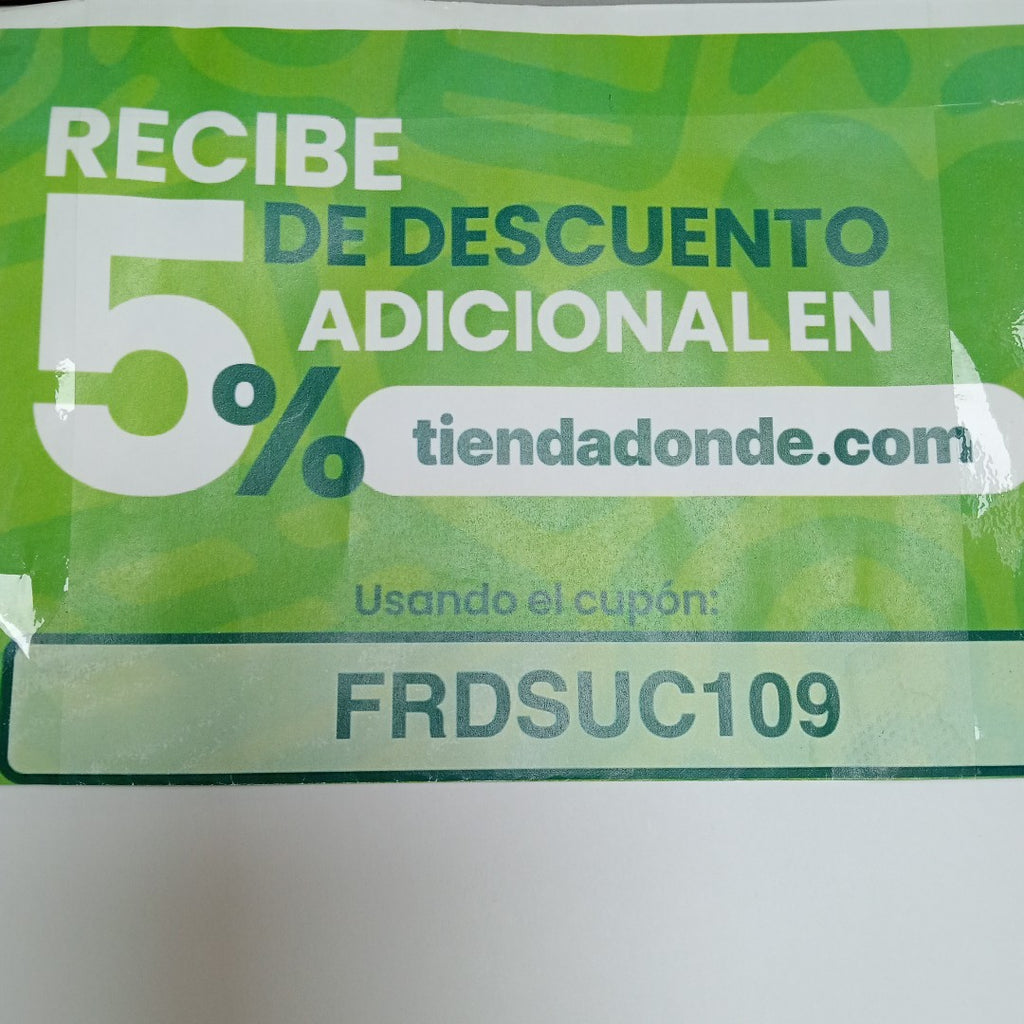 RECIBE
5% DE DESCUENTO
ADICIONAL EN
tiendadonde.com
Usando el cupón:
FRDSUC109